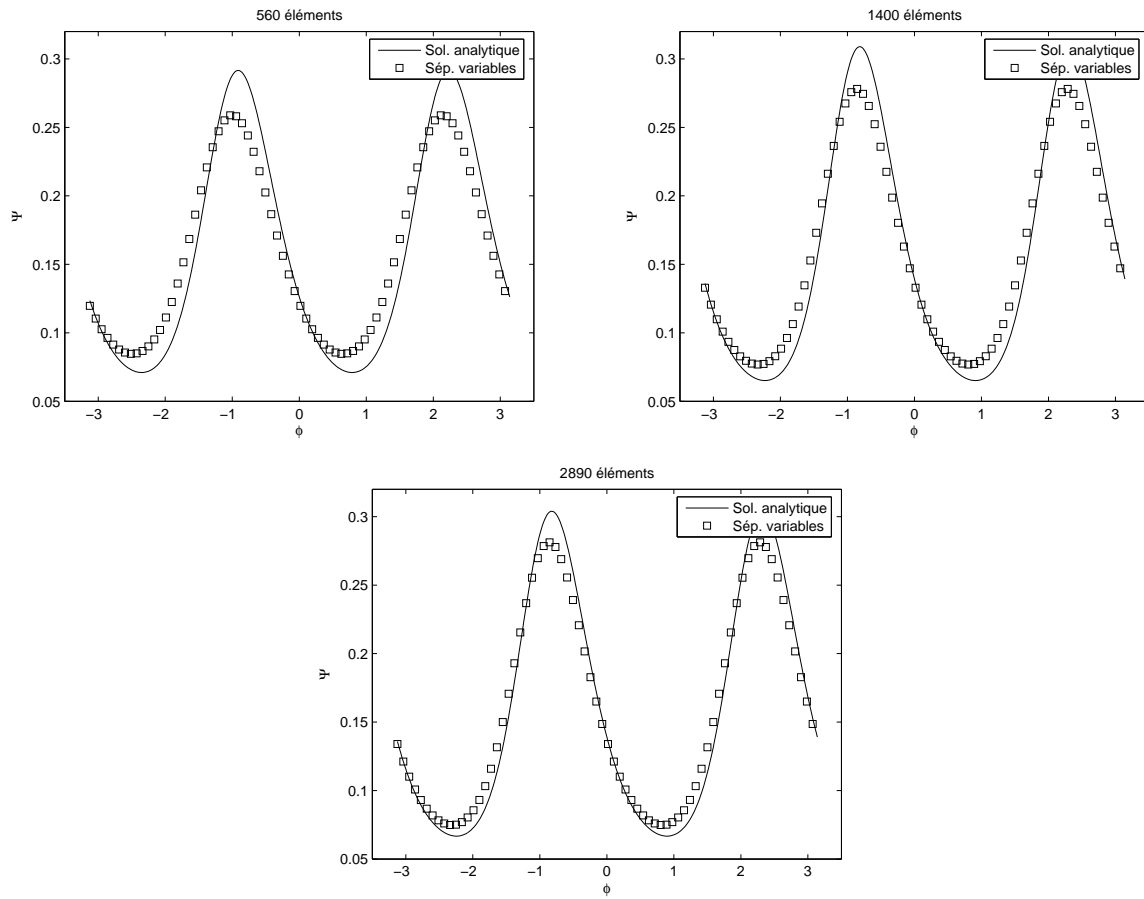 560 éléments
Sol. analytique
Sép. variables
0.3
0.25
0.2
0.15
0.1
0.05
Ψ
−3 −2 −1 0 1 2 3
ϕ
1400 éléments
Sol. analytique
Sép. variables
0.3
0.25
0.2
0.15
0.1
0.05
Ψ
−3 −2 −1 0 1 2 3
ϕ
2890 éléments
Sol. analytique
Sép. variables
0.3
0.25
0.2
0.15
0.1
0.05
Ψ
−3 −2 −1 0 1 2 3
ϕ